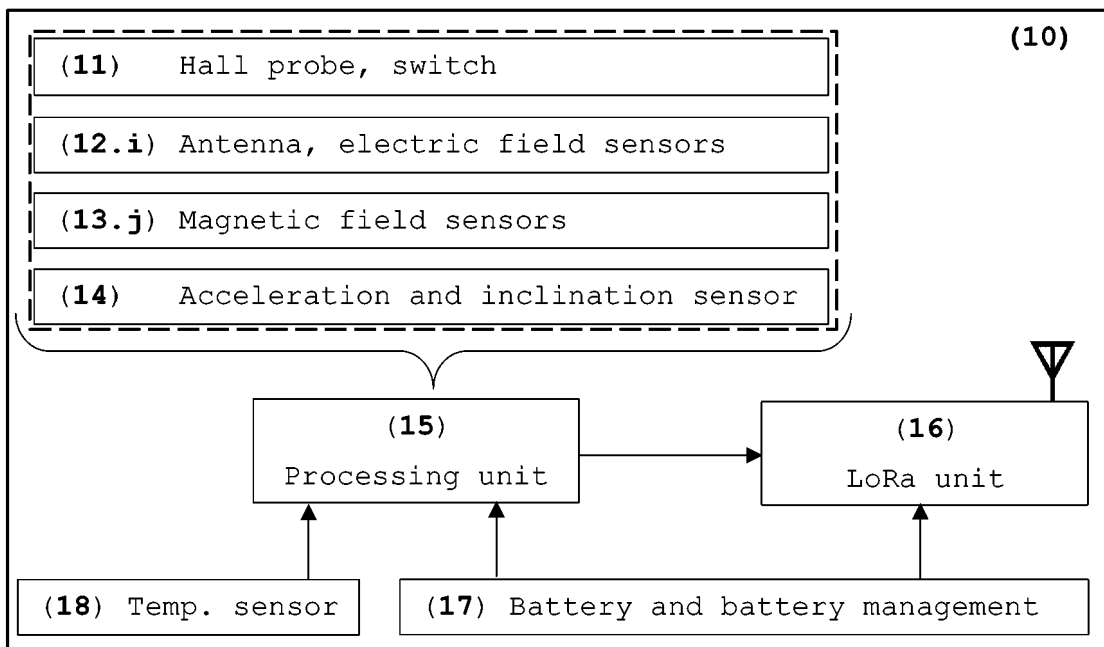 (10)
(11) Hall probe, switch
(12.i) Antenna, electric field sensors
(13.j) Magnetic field sensors
(14) Acceleration and inclination sensor
(15)
Processing unit
(16)
LoRa unit
(18) Temp. sensor
(17) Battery and battery management